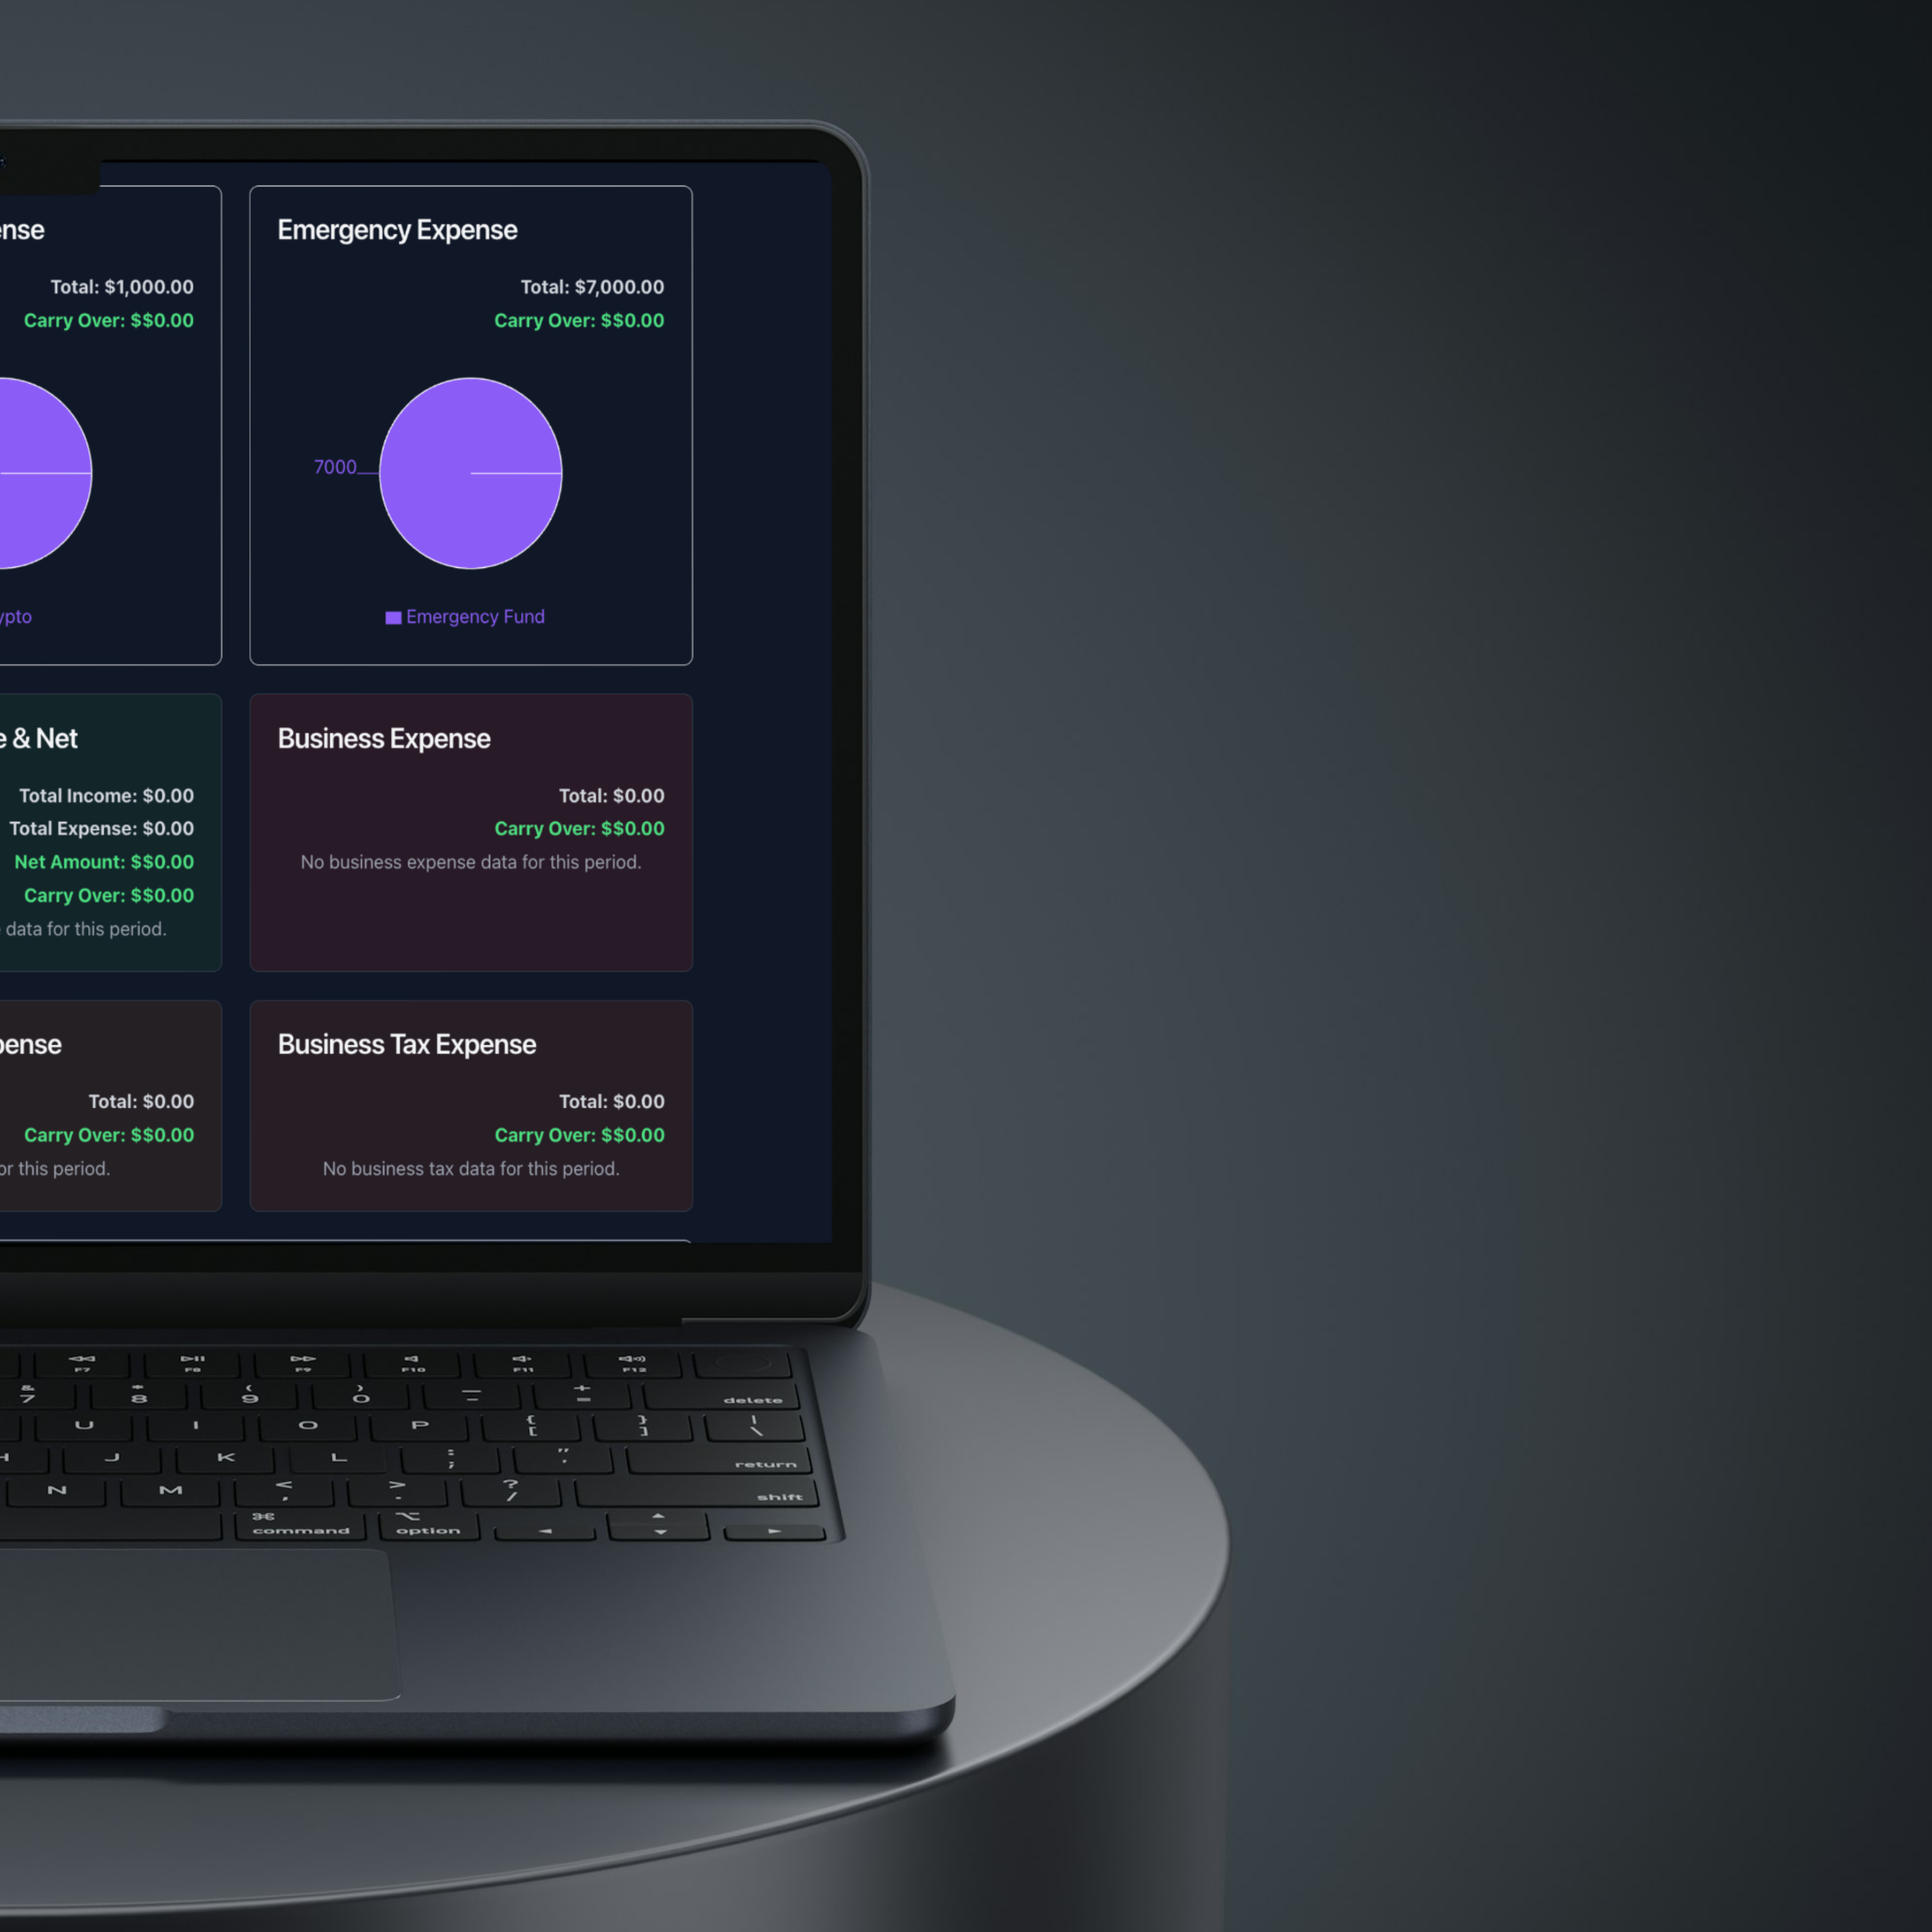 ense
Total: $1,000.00
Carry Over: $$0.00
ypto
Emergency Expense
Total: $7,000.00
Carry Over: $$0.00
7000
Emergency Fund
e & Net
Total Income: $0.00
Total Expense: $0.00
Net Amount: $$0.00
Carry Over: $$0.00
data for this period.
Business Expense
Total: $0.00
Carry Over: $$0.00
No business expense data for this period.
pense
Total: $0.00
Carry Over: $$0.00
or this period.
Business Tax Expense
Total: $0.00
Carry Over: $$0.00
No business tax data for this period.
F7 F8 F9 F10 F11 F12
& * ( ) — +
7 8 9 0 - = delete
U I O P { [ } ] | \
H J K L : ; " ' return
N M < , > . ? / shift
⌘ ⌥
command option